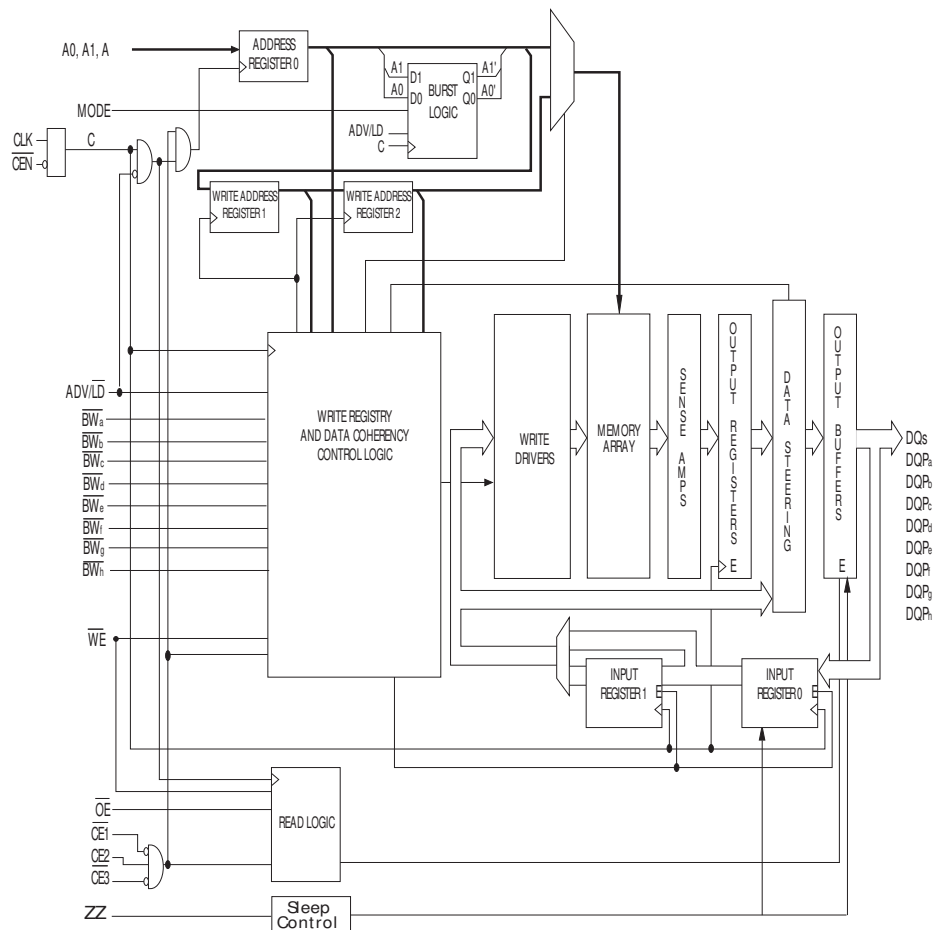 A0, A1, A
ADDRESS
REGISTER 0
A1
A0
D1
D0
BURST
LOGIC
Q1
Q0
A1'
A0'
MODE
ADV/LD
C
CLK
C
CEN
WRITE ADDRESS
REGISTER 1
WRITE ADDRESS
REGISTER 2
ADV/LD
BWa
BWb
BWc
BWd
BWe
BWf
BWg
BWh
WE
WRITE REGISTRY
AND DATA COHERENCY
CONTROL LOGIC
WRITE
DRIVERS
MEMORY
ARRAY
SENSE AMPS
OUTPUT REGISTERS
E
DATA STEERING
OUTPUT BUFFERS
E
DQs
DQPa
DQPb
DQPc
DQPd
DQPe
DQPf
DQPg
DQPh
INPUT
REGISTER 1
E
INPUT
REGISTER 0
E
OE
CE1
CE2
CE3
READ LOGIC
ZZ
Sleep
Control